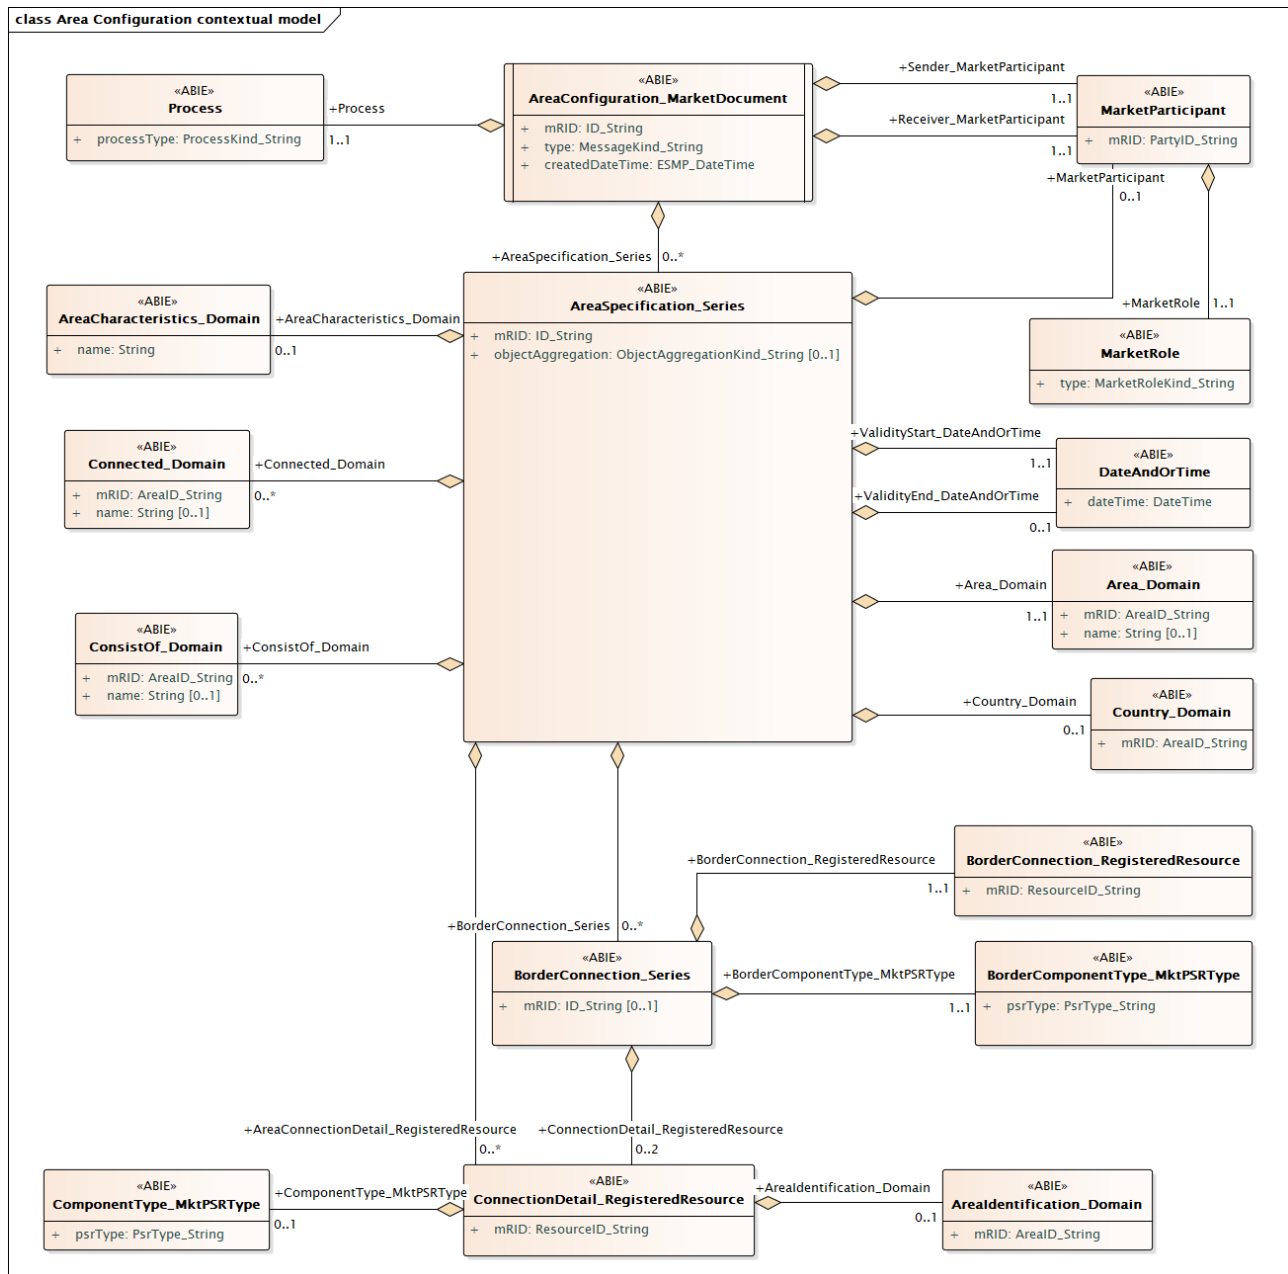 class Area Configuration contextual model
«ABIE»
Process
+ processType: ProcessKind_String
+Process
1..1
«ABIE»
AreaConfiguration_MarketDocument
+ mRID: ID_String
+ type: MessageKind_String
+ createdDateTime: ESMP_DateTime
+Sender_MarketParticipant
1..1
+Receiver_MarketParticipant
1..1
«ABIE»
MarketParticipant
+ mRID: PartyID_String
+MarketParticipant
0..1
+AreaSpecification_Series
0..*
+MarketRole
1..1
«ABIE»
MarketRole
+ type: MarketRoleKind_String
«ABIE»
AreaSpecification_Series
+ mRID: ID_String
+ objectAggregation: ObjectAggregationKind_String [0..1]
«ABIE»
AreaCharacteristics_Domain
+ name: String
+AreaCharacteristics_Domain
0..1
«ABIE»
Connected_Domain
+ mRID: AreaID_String
+ name: String [0..1]
+Connected_Domain
0..*
+ValidityStart_DateAndOrTime
1..1
+ValidityEnd_DateAndOrTime
0..1
«ABIE»
DateAndOrTime
+ dateTime: DateTime
+Area_Domain
1..1
«ABIE»
Area_Domain
+ mRID: AreaID_String
+ name: String [0..1]
«ABIE»
ConsistOf_Domain
+ mRID: AreaID_String
+ name: String [0..1]
+ConsistOf_Domain
0..*
+Country_Domain
0..1
«ABIE»
Country_Domain
+ mRID: AreaID_String
+BorderConnection_RegisteredResource
1..1
«ABIE»
BorderConnection_RegisteredResource
+ mRID: ResourceID_String
+BorderConnection_Series
0..*
«ABIE»
BorderConnection_Series
+ mRID: ID_String [0..1]
+BorderComponentType_MktPSRType
1..1
«ABIE»
BorderComponentType_MktPSRType
+ psrType: PsrType_String
+AreaConnectionDetail_RegisteredResource
0..*
+ConnectionDetail_RegisteredResource
0..2
«ABIE»
ComponentType_MktPSRType
+ psrType: PsrType_String
+ComponentType_MktPSRType
0..1
«ABIE»
ConnectionDetail_RegisteredResource
+ mRID: ResourceID_String
+AreaIdentification_Domain
0..1
«ABIE»
AreaIdentification_Domain
+ mRID: AreaID_String